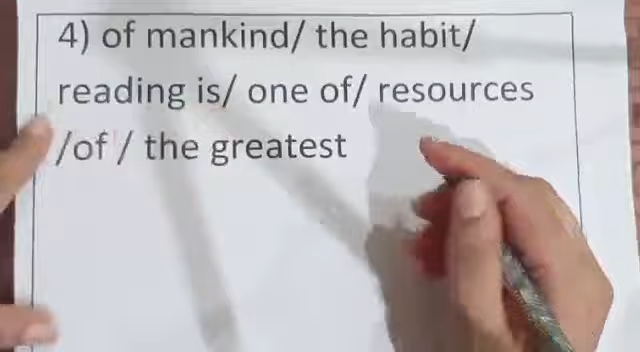 4) of mankind/ the habit/
reading is/ one of/ resources
/of / the greatest